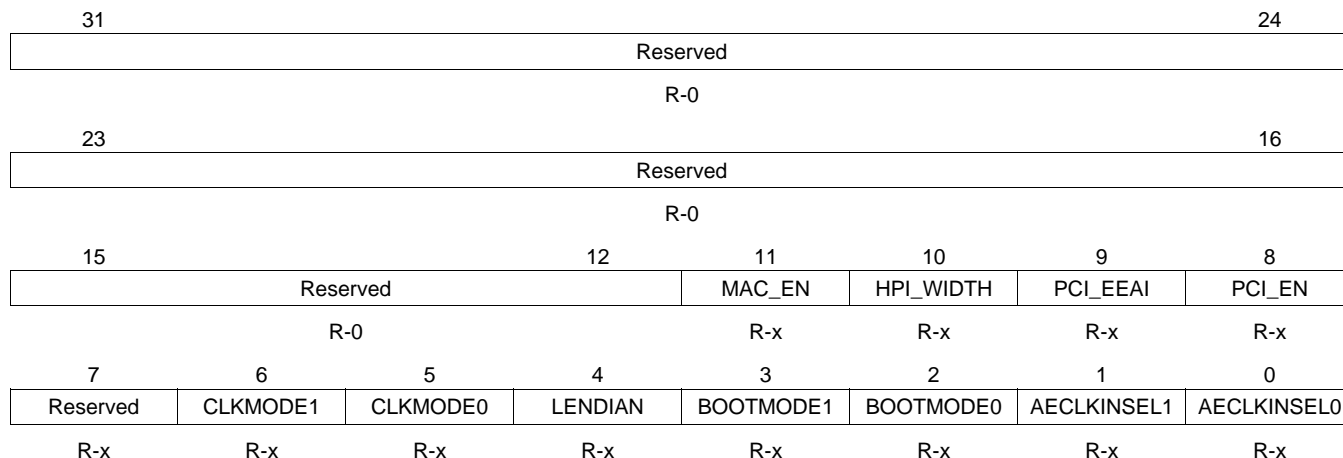 31 24
Reserved
R-0
23 16
Reserved
R-0
15 12 11 10 9 8
Reserved MAC_EN HPI_WIDTH PCI_EEAI PCI_EN
R-0 R-x R-x R-x R-x
7 6 5 4 3 2 1 0
Reserved CLKMODE1 CLKMODE0 LENDIAN BOOTMODE1 BOOTMODE0 AECLKINSEL1 AECLKINSEL0
R-x R-x R-x R-x R-x R-x R-x R-x